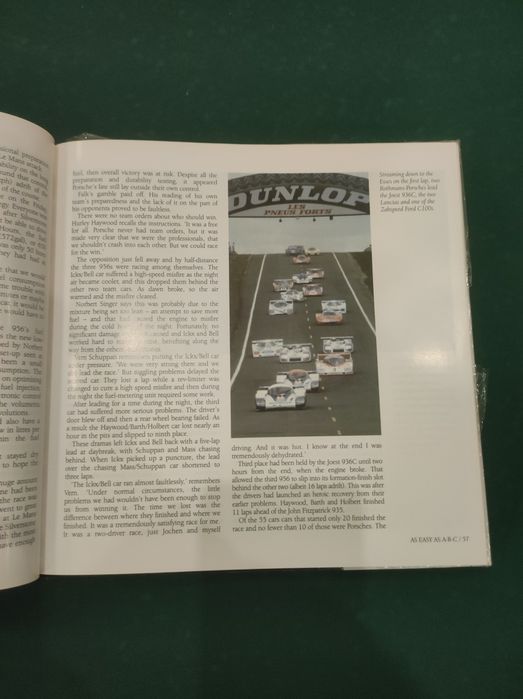 fuel, then overall victory was at risk. Despite all the
preparation and durability testing, it appeared
Porsche's fate still lay outside their own control.
Falk's gamble paid off. His reading of his own
team's preparedness and the lack of it on the part of
his opponents proved to be faultless.
There were no team orders about who should win.
Hurley Haywood recalls the instructions. 'It was a free
for all. Porsche never had team orders, but it was
made very clear that we were the professionals, that
we shouldn't crash into each other. But we could race
for the win.'
The opposition just fell away and by half-distance
the three 956s were racing among themselves. The
Ickx/Bell car suffered a high-speed misfire as the night
air became cooler, and this dropped them behind the
other two team cars. As dawn broke, so the air
warmed and the misfire cleared.
Norbert Singer says this was probably due to the
mixture being set too lean – an attempt to save more
fuel – and that had caused the engine to misfire
during the cold of the night. Fortunately, no
significant damage and Ickx and Bell
worked hard to benefiting along the
way from the others'
Vern Schuppan remembers putting the Ickx/Bell car
under pressure. 'We were very strong there and we
did lead the race.' But niggling problems delayed the
second car. They lost a lap while a rev-limiter was
changed to cure a high speed misfire and then during
the night the fuel-metering unit required some work.
After leading for a time during the night, the third
car had suffered more serious problems. The driver's
door blew off and then a rear wheel bearing failed. As
a result the Haywood/Barth/Holbert car lost nearly an
hour in the pits and slipped to ninth place.
These dramas left Ickx and Bell back with a five-lap
lead at daybreak, with Schuppan and Mass chasing
behind. When Ickx picked up a puncture, the lead
over the chasing Mass/Schuppan car shortened to
three laps.
'The Ickx/Bell car ran almost faultlessly,' remembers
Vern. 'Under normal circumstances, the little
problems we had wouldn't have been enough to stop
us from winning it. The time we lost was the
difference between where they finished and where we
finished. It was a tremendously satisfying race for me.
It was a two-driver race, just Jochen and myself
DUNLOP
LES
PNEUS FORTS
driving. And it was hot. I know at the end I was
tremendously dehydrated.'
Third place had been held by the Joest 936C until two
hours from the end, when the engine broke. That
allowed the third 956 to slip into its formation-finish slot
behind the other two (albeit 16 laps adrift). This was after
the drivers had launched an heroic recovery from their
earlier problems. Haywood, Barth and Holbert finished
11 laps ahead of the John Fitzpatrick 935.
Of the 55 cars cars that started only 20 finished the
race and no fewer than 10 of those were Porsches. The
Streaming down to the
Esses on the first lap, two
Rothmans Porsches lead
the Joest 936C, the two
Lancias and one of the
Zakspeed Ford C100s.
AS EASY AS A-B-C / 57